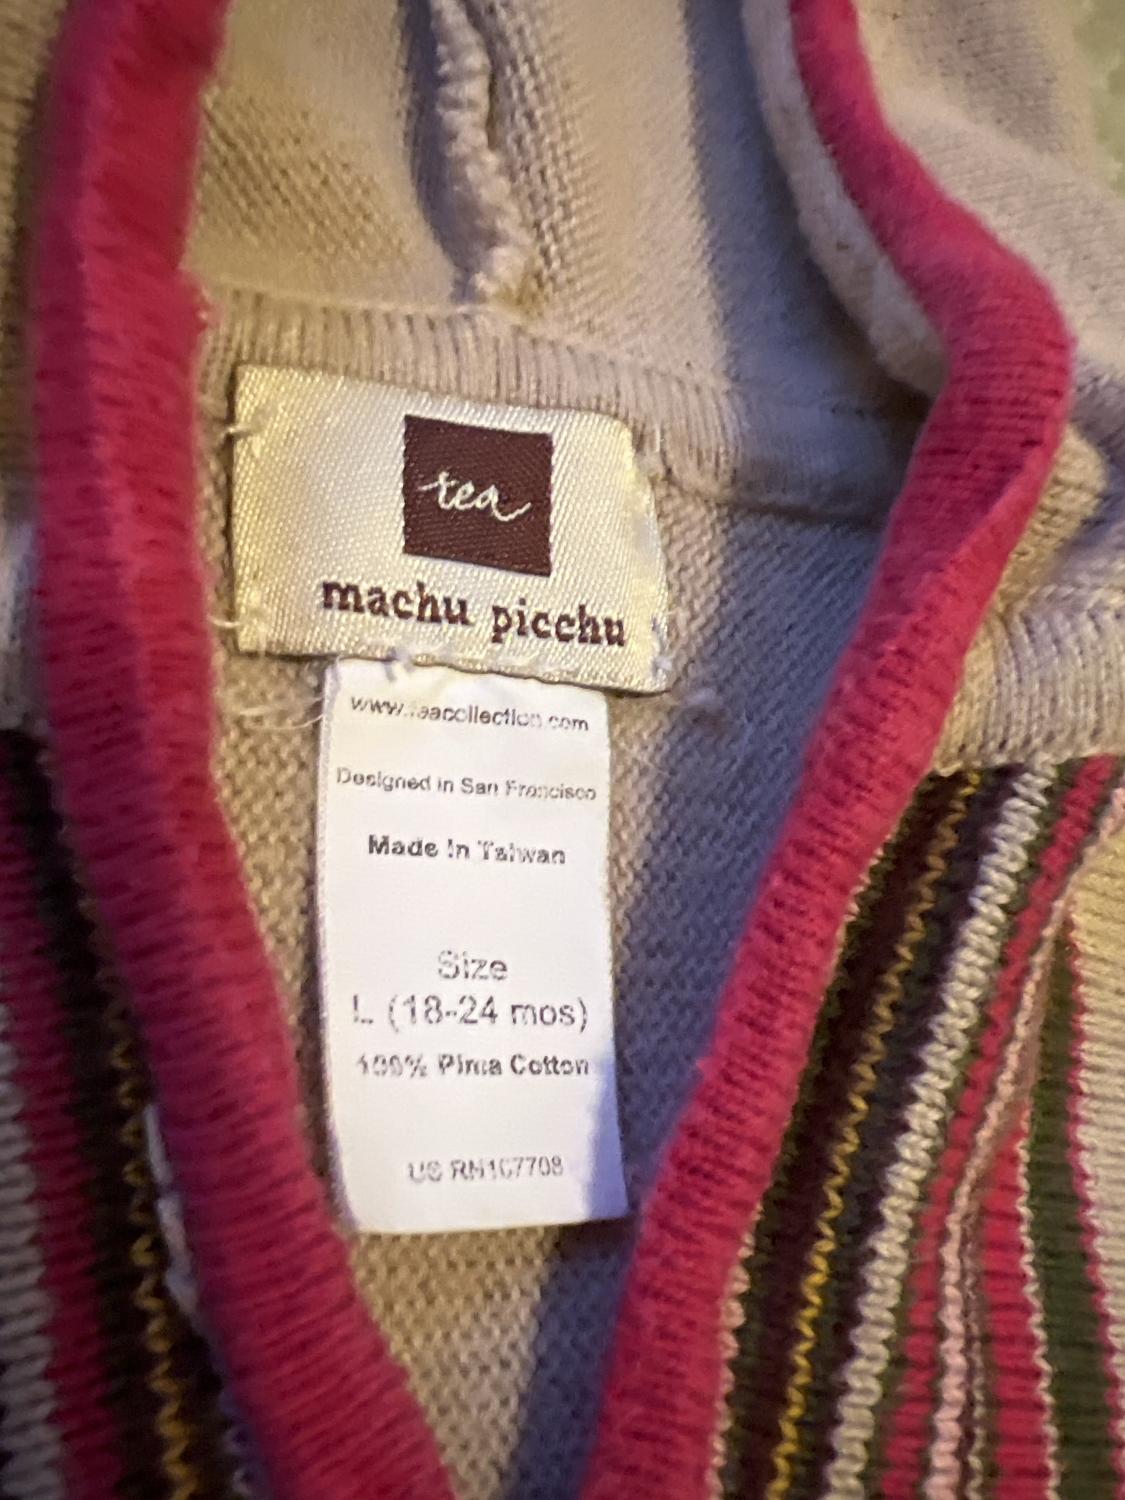 tea
machu picchu
www.teacollection.com
Designed in San Francisco
Made In Taiwan
Size
L (18-24 mos)
100% Pima Cotton
US RN107708